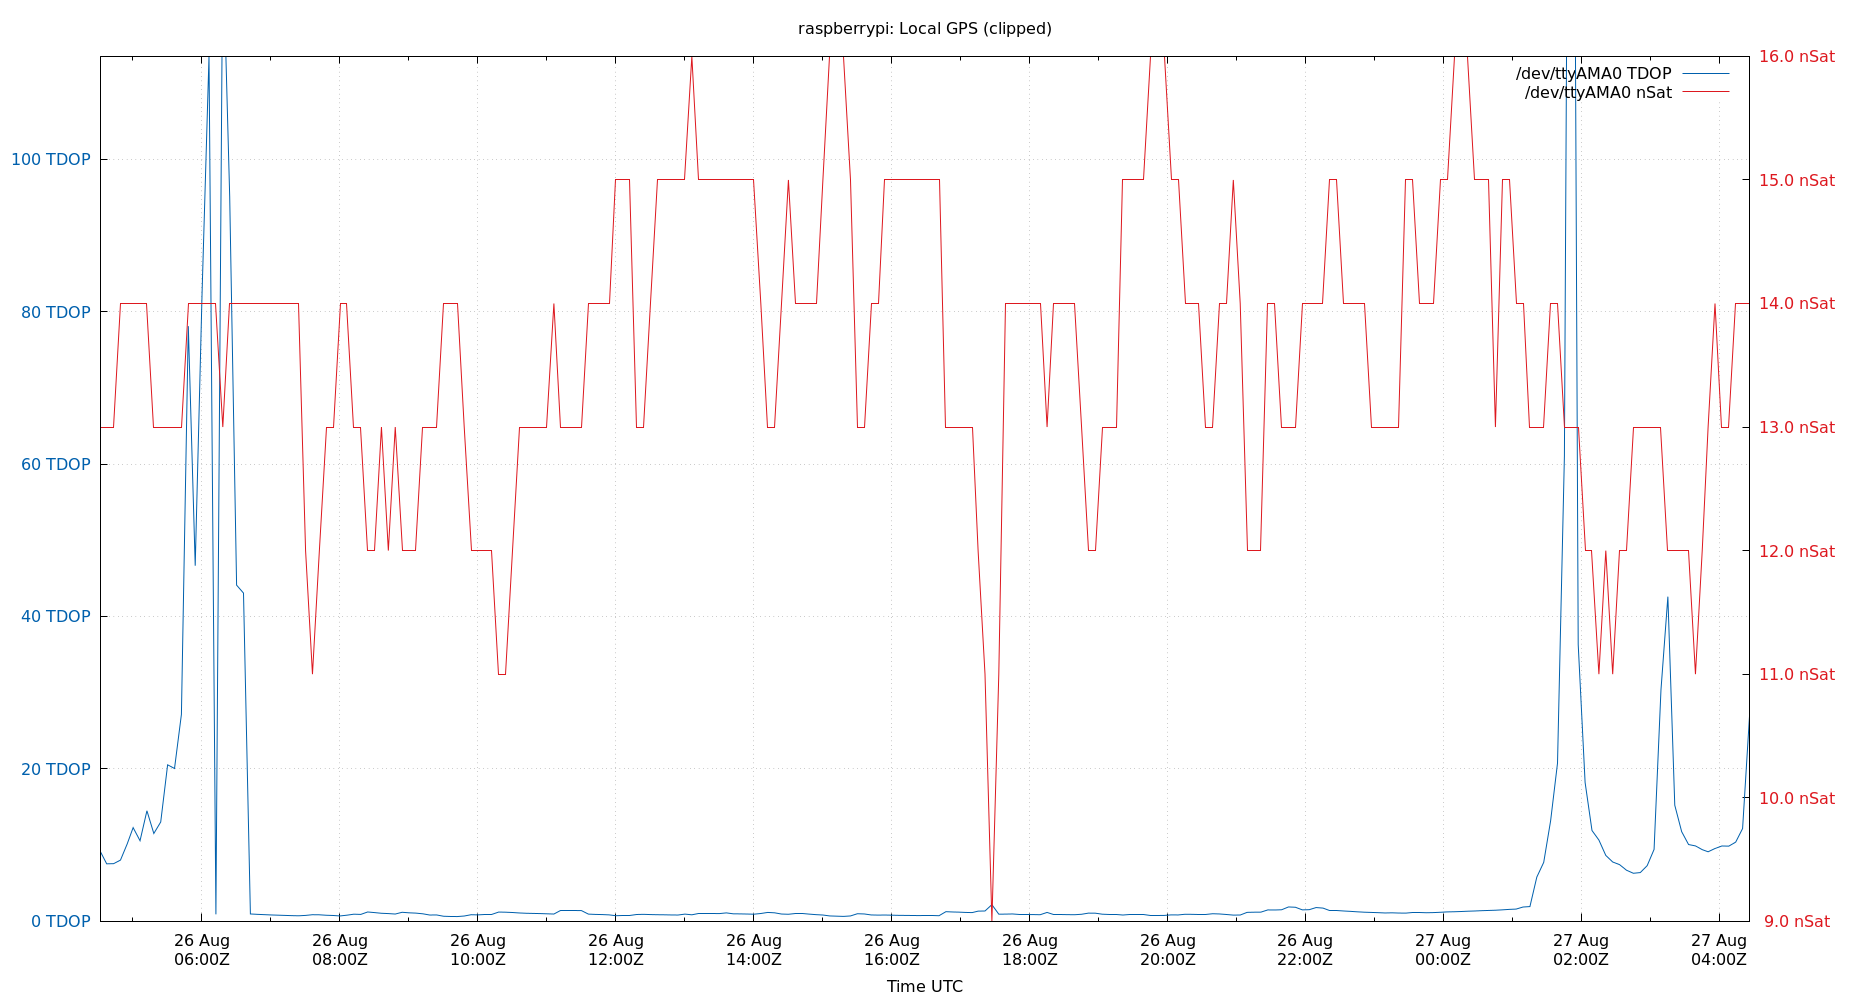 raspberrypi: Local GPS (clipped)
/dev/ttyAMA0 TDOP
/dev/ttyAMA0 nSat
100 TDOP
80 TDOP
60 TDOP
40 TDOP
20 TDOP
0 TDOP
16.0 nSat
15.0 nSat
14.0 nSat
13.0 nSat
12.0 nSat
11.0 nSat
10.0 nSat
9.0 nSat
26 Aug 26 Aug 26 Aug 26 Aug 26 Aug 26 Aug 26 Aug 26 Aug 26 Aug 27 Aug 27 Aug 27 Aug
06:00Z 08:00Z 10:00Z 12:00Z 14:00Z 16:00Z 18:00Z 20:00Z 22:00Z 00:00Z 02:00Z 04:00Z
Time UTC